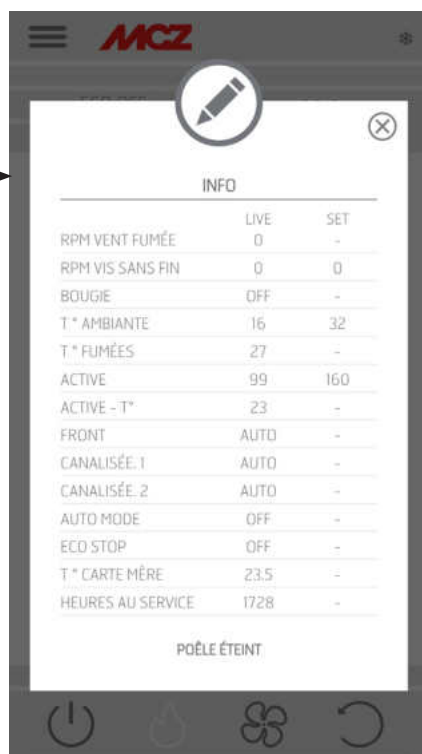 MCZ
INFO
LIVE SET
RPM VENT FUMÉE 0 -
RPM VIS SANS FIN 0 0
BOUGIE OFF -
T° AMBIANTE 16 32
T° FUMÉES 27 -
ACTIVE 99 160
ACTIVE - T° 23 -
FRONT AUTO -
CANALISÉE. 1 AUTO -
CANALISÉE. 2 AUTO -
AUTO MODE OFF -
ECO STOP OFF -
T° CARTE MÈRE 23.5 -
HEURES AU SERVICE 1728 -
POÊLE ÉTEINT